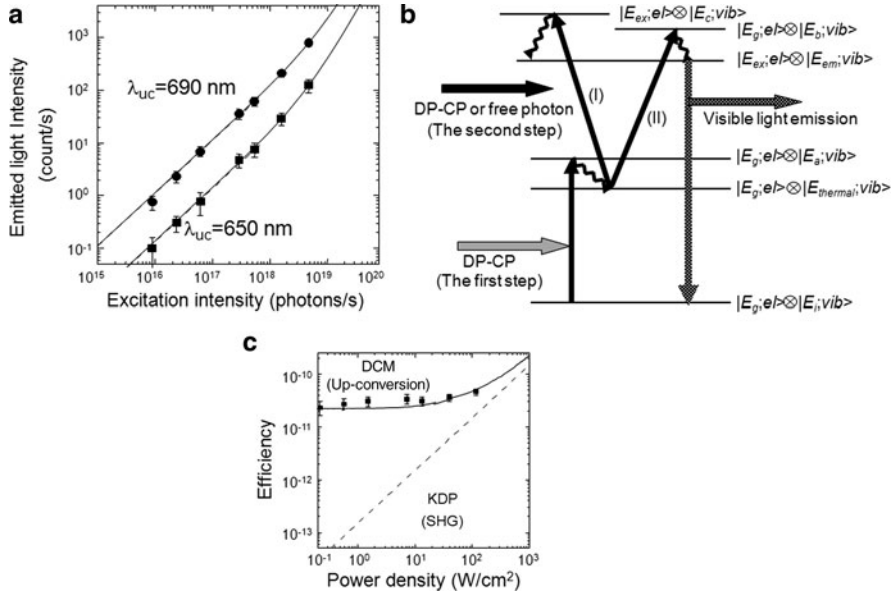 a
Emitted light Intensity
(count/s)
10⁴
10³
10²
10¹
10⁰
10⁻¹
λuc=690 nm
λuc=650 nm
10¹⁵ 10¹⁶ 10¹⁷ 10¹⁸ 10¹⁹ 10²⁰
Excitation intensity (photons/s)
b
|Eex;el>⊗|Ec;vib>
|Eg;el>⊗|Eb;vib>
|Eex;el>⊗|Eem;vib>
(I)
(II)
DP-CP or free photon
(The second step)
Visible light emission
|Eg;el>⊗|Ea;vib>
|Eg;el>⊗|Ethermal;vib>
DP-CP
(The first step)
|Eg;el>⊗|Ei;vib>
c
Efficiency
10⁻¹⁰
10⁻¹¹
10⁻¹²
10⁻¹³
DCM
(Up-conversion)
KDP
(SHG)
10⁻¹ 10⁰ 10¹ 10² 10³
Power density (W/cm²)